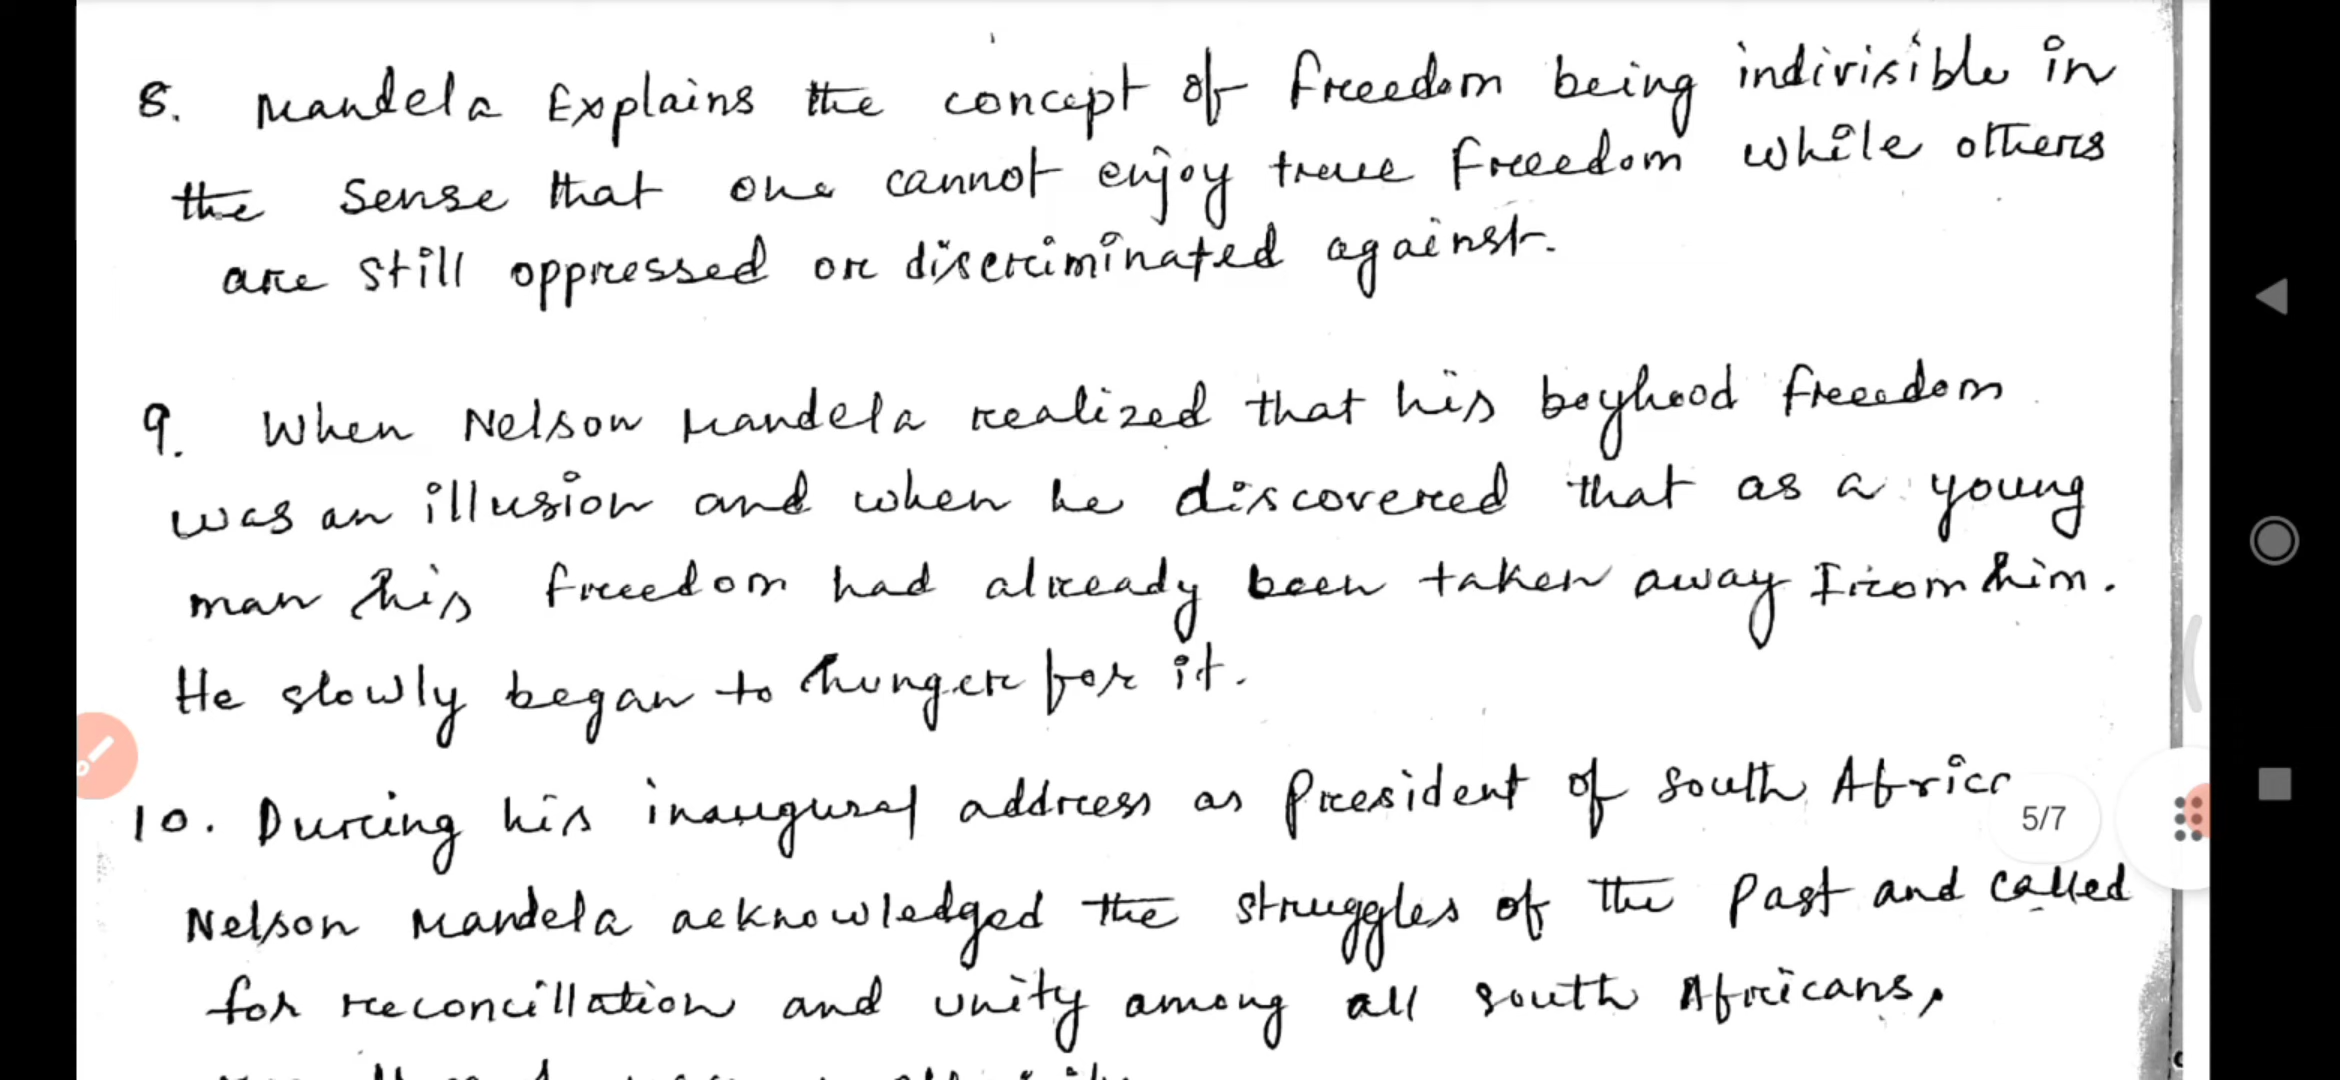 8. Mandela Explains the concept of freedom being indivisible in
the sense that one cannot enjoy true freedom while others
are still oppressed or discriminated against.
9. When Nelson Mandela realized that his boyhood freedom
was an illusion and when he discovered that as a young
man his freedom had already been taken away from him.
He slowly began to hunger for it.
10. During his inaugural address as President of South Africa
5/7
Nelson Mandela acknowledged the struggles of the Past and called
for reconcillation and unity among all south Africans,